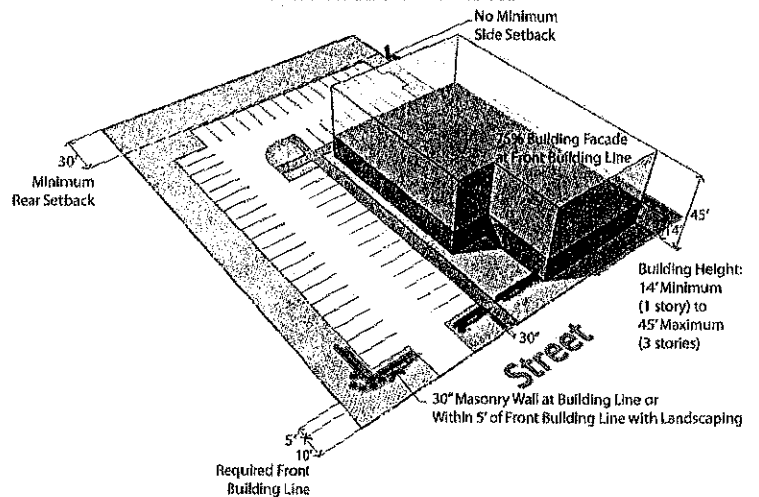 No Minimum
Side Setback
75% Building Facade
at Front Building Line
30'
Minimum
Rear Setback
45'
14'
Building Height:
14' Minimum
(1 story) to
45' Maximum
(3 stories)
30"
Street
30" Masonry Wall at Building Line or
Within 5' of Front Building Line with Landscaping
5'
10'
Required Front
Building Line